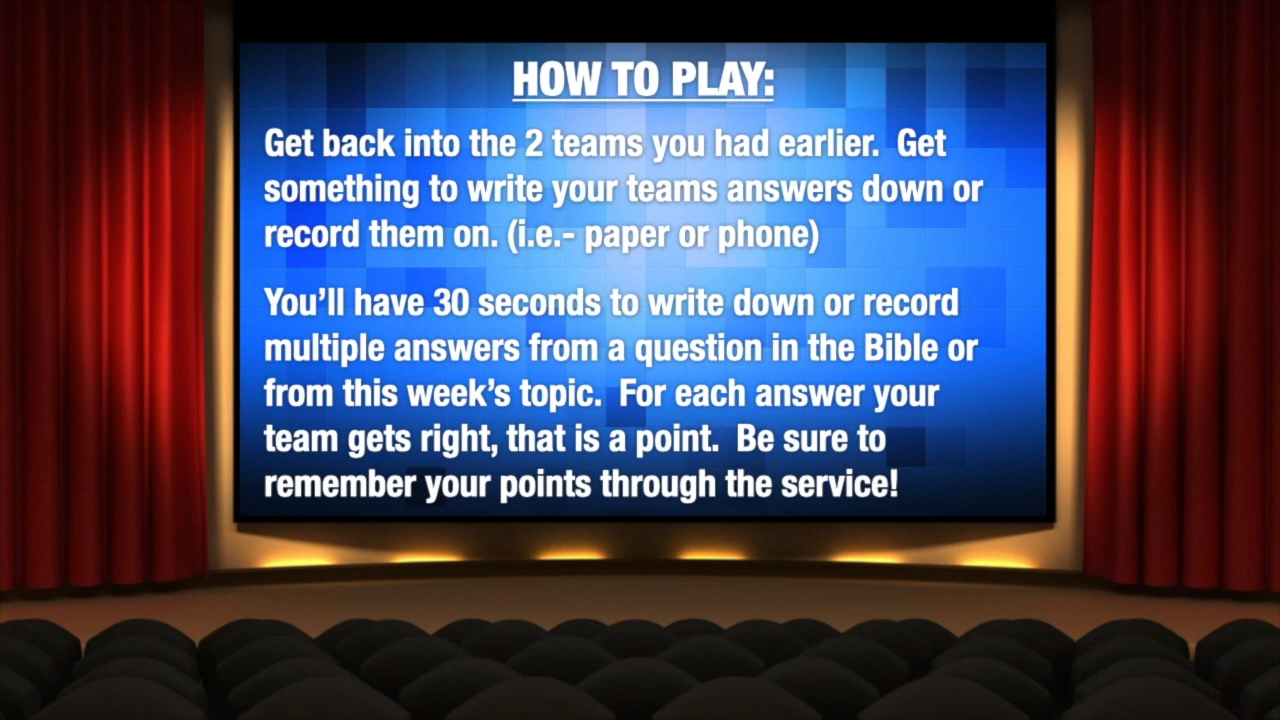 HOW TO PLAY:
Get back into the 2 teams you had earlier.  Get
something to write your teams answers down or
record them on. (i.e.- paper or phone)
You’ll have 30 seconds to write down or record
multiple answers from a question in the Bible or
from this week’s topic.  For each answer your
team gets right, that is a point.  Be sure to
remember your points through the service!